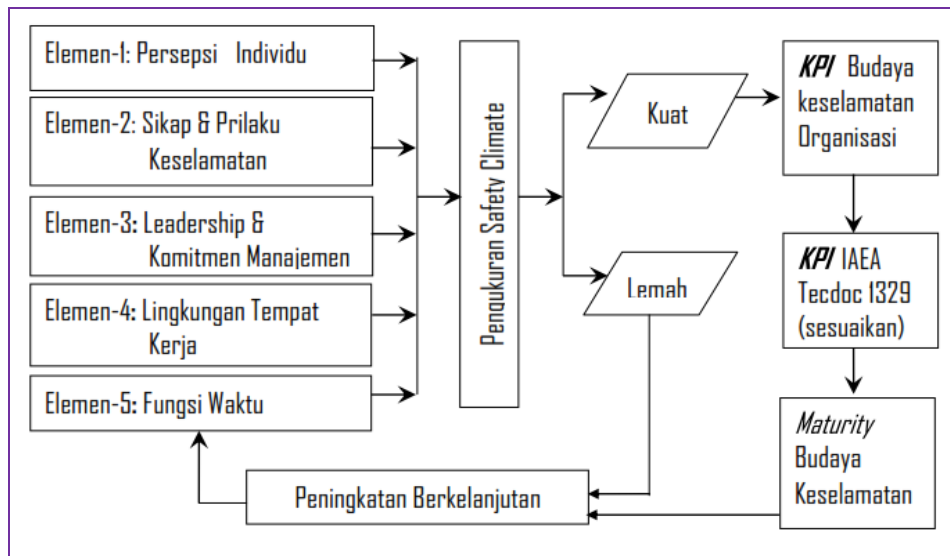 Elemen-1: Persepsi Individu
Elemen-2: Sikap & Prilaku
Keselamatan
Elemen-3: Leadership &
Komitmen Manajemen
Elemen-4: Lingkungan Tempat
Kerja
Elemen-5: Fungsi Waktu
Pengukuran Safety Climate
Kuat
Lemah
KPI Budaya
keselamatan
Organisasi
KPI IAEA
Tecdoc 1329
(sesuaikan)
Maturity
Budaya
Keselamatan
Peningkatan Berkelanjutan